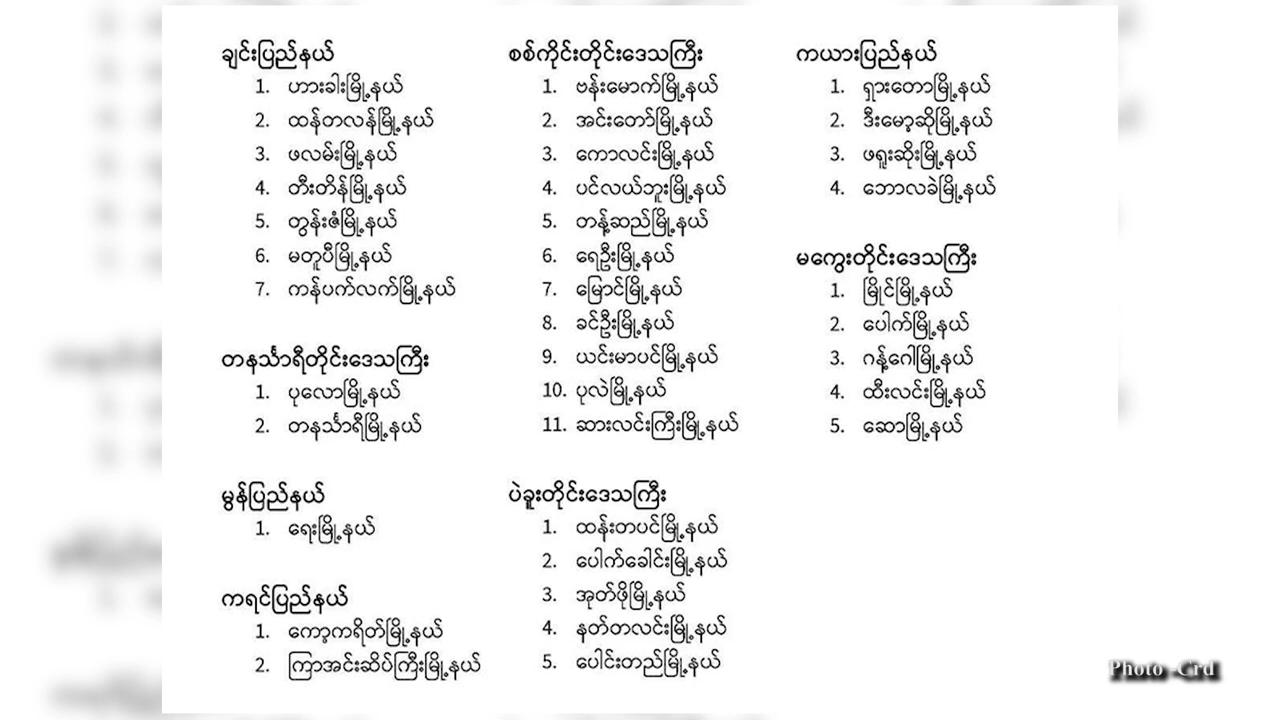 ချင်းပြည်နယ်
1. ဟားခါးမြို့နယ်
2. ထန်တလန်မြို့နယ်
3. ဖလမ်းမြို့နယ်
4. တီးတိန်မြို့နယ်
5. တွန်းဇံမြို့နယ်
6. မတူပီမြို့နယ်
7. ကန်ပက်လက်မြို့နယ်
တနင်္သာရီတိုင်းဒေသကြီး
1. ပုလောမြို့နယ်
2. တနင်္သာရီမြို့နယ်
မွန်ပြည်နယ်
1. ရေးမြို့နယ်
ကရင်ပြည်နယ်
1. ကော့ကရိတ်မြို့နယ်
2. ကြာအင်းဆိပ်ကြီးမြို့နယ်
စစ်ကိုင်းတိုင်းဒေသကြီး
1. ဗန်းမောက်မြို့နယ်
2. အင်းတော်မြို့နယ်
3. ကောလင်းမြို့နယ်
4. ပင်လယ်ဘူးမြို့နယ်
5. တန့်ဆည်မြို့နယ်
6. ရေဦးမြို့နယ်
7. မြောင်မြို့နယ်
8. ခင်ဦးမြို့နယ်
9. ယင်းမာပင်မြို့နယ်
10. ပုလဲမြို့နယ်
11. ဆားလင်းကြီးမြို့နယ်
ပဲခူးတိုင်းဒေသကြီး
1. ထန်းတပင်မြို့နယ်
2. ပေါက်ခေါင်းမြို့နယ်
3. အုတ်ဖိုမြို့နယ်
4. နတ်တလင်းမြို့နယ်
5. ပေါင်းတည်မြို့နယ်
ကယားပြည်နယ်
1. ရှားတောမြို့နယ်
2. ဒီးမော့ဆိုမြို့နယ်
3. ဖရူးဆိုးမြို့နယ်
4. ဘောလခဲမြို့နယ်
မကွေးတိုင်းဒေသကြီး
1. မြိုင်မြို့နယ်
2. ပေါက်မြို့နယ်
3. ဂန့်ဂေါမြို့နယ်
4. ထီးလင်းမြို့နယ်
5. ဆောမြို့နယ်
Photo -Crd